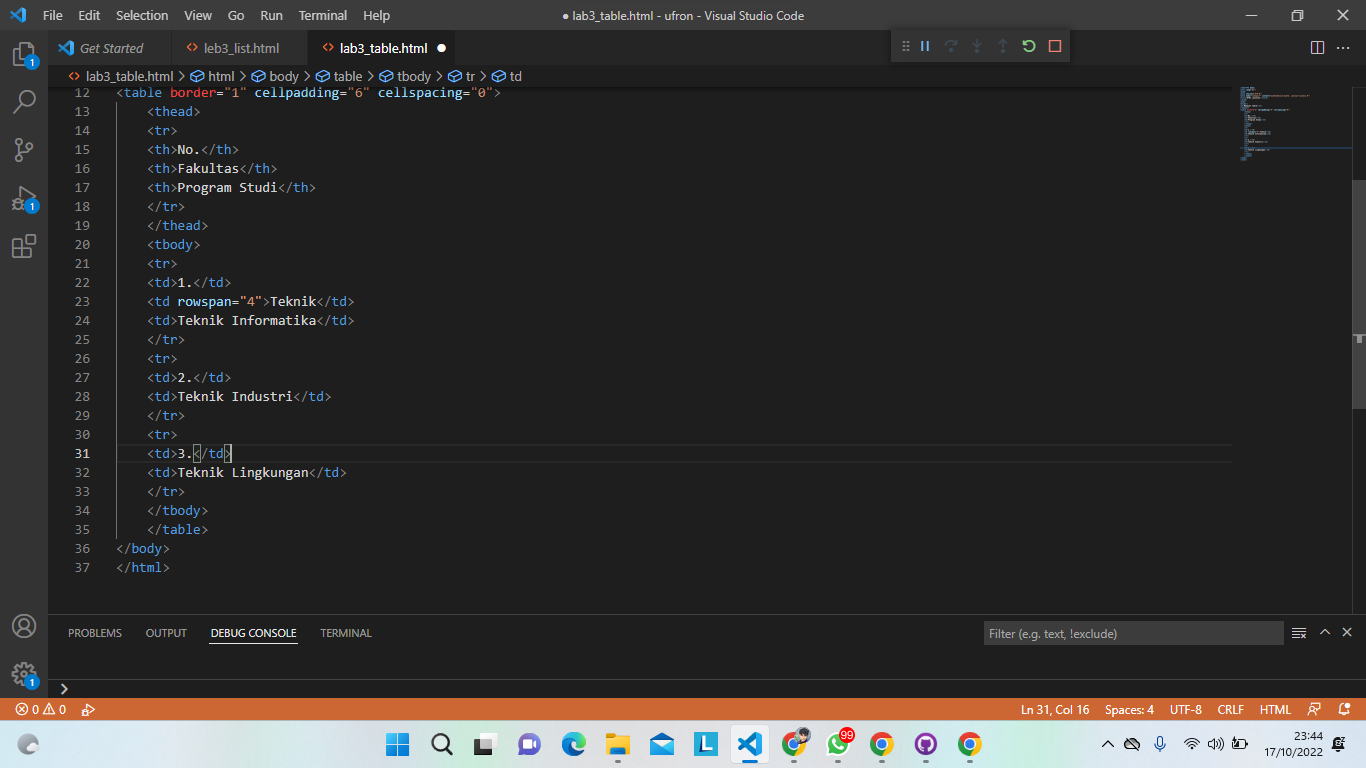 File Edit Selection View Go Run Terminal Help ● lab3_table.html - ufron - Visual Studio Code
Get Started leb3_list.html lab3_table.html
lab3_table.html > html > body > table > tbody > tr > td
12 <table border="1" cellpadding="6" cellspacing="0">
13 <thead>
14 <tr>
15 <th>No.</th>
16 <th>Fakultas</th>
17 <th>Program Studi</th>
18 </tr>
19 </thead>
20 <tbody>
21 <tr>
22 <td>1.</td>
23 <td rowspan="4">Teknik</td>
24 <td>Teknik Informatika</td>
25 </tr>
26 <tr>
27 <td>2.</td>
28 <td>Teknik Industri</td>
29 </tr>
30 <tr>
31 <td>3.</td>
32 <td>Teknik Lingkungan</td>
33 </tr>
34 </tbody>
35 </table>
36 </body>
37 </html>
1
1
1
PROBLEMS OUTPUT DEBUG CONSOLE TERMINAL Filter (e.g. text, !exclude)
0 0 Ln 31, Col 16 Spaces: 4 UTF-8 CRLF HTML
L 99 23:44
17/10/2022